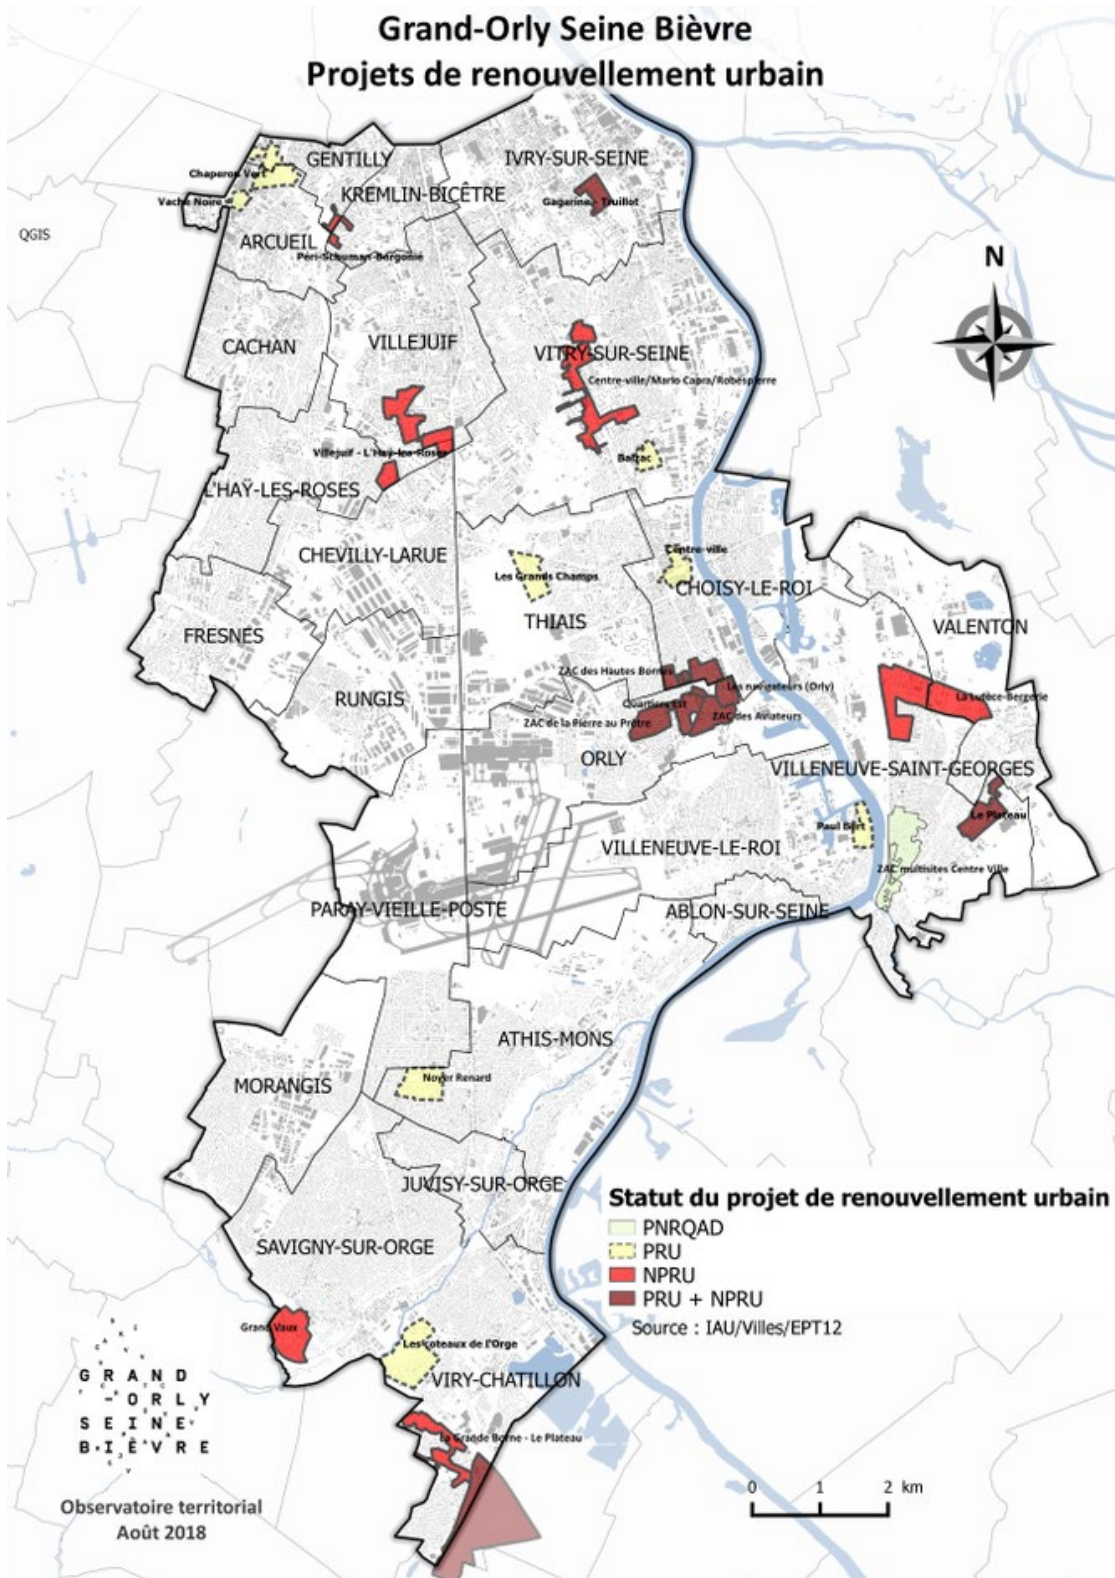 Grand-Orly Seine Bièvre
Projets de renouvellement urbain
GENTILLY
IVRY-SUR-SEINE
Chaperon Vert
KREMLIN-BICÊTRE
Gagarine - Truillot
Vache Noire
QGIS
ARCUEIL
Péri-Schuman-Bergonié
N
CACHAN
VILLEJUIF
VITRY-SUR-SEINE
Centre-ville/Mario Capra/Robespierre
Villejuif - L'Haÿ-les-Roses
Balzac
L'HAŸ-LES-ROSES
CHEVILLY-LARUE
Centre-ville
Les Grands Champs
CHOISY-LE-ROI
THIAIS
FRESNES
VALENTON
ZAC des Hautes Bornes
Les navigateurs (Orly)
La Lutèce-Bergerie
RUNGIS
Quartiers Est
ZAC de la Pierre au Prêtre
ZAC des Aviateurs
ORLY
VILLENEUVE-SAINT-GEORGES
Le Plateau
Paul Bert
VILLENEUVE-LE-ROI
ZAC multisites Centre Ville
PARAY-VIEILLE-POSTE
ABLON-SUR-SEINE
ATHIS-MONS
MORANGIS
Noyer Renard
JUVISY-SUR-ORGE
Statut du projet de renouvellement urbain
PNRQAD
PRU
NPRU
PRU + NPRU
Source : IAU/Villes/EPT12
SAVIGNY-SUR-ORGE
Grand Vaux
Les coteaux de l'Orge
VIRY-CHATILLON
La Grande Borne - Le Plateau
GRAND
-ORLY
SEINE
BIÈVRE
Observatoire territorial
Août 2018
0 1 2 km